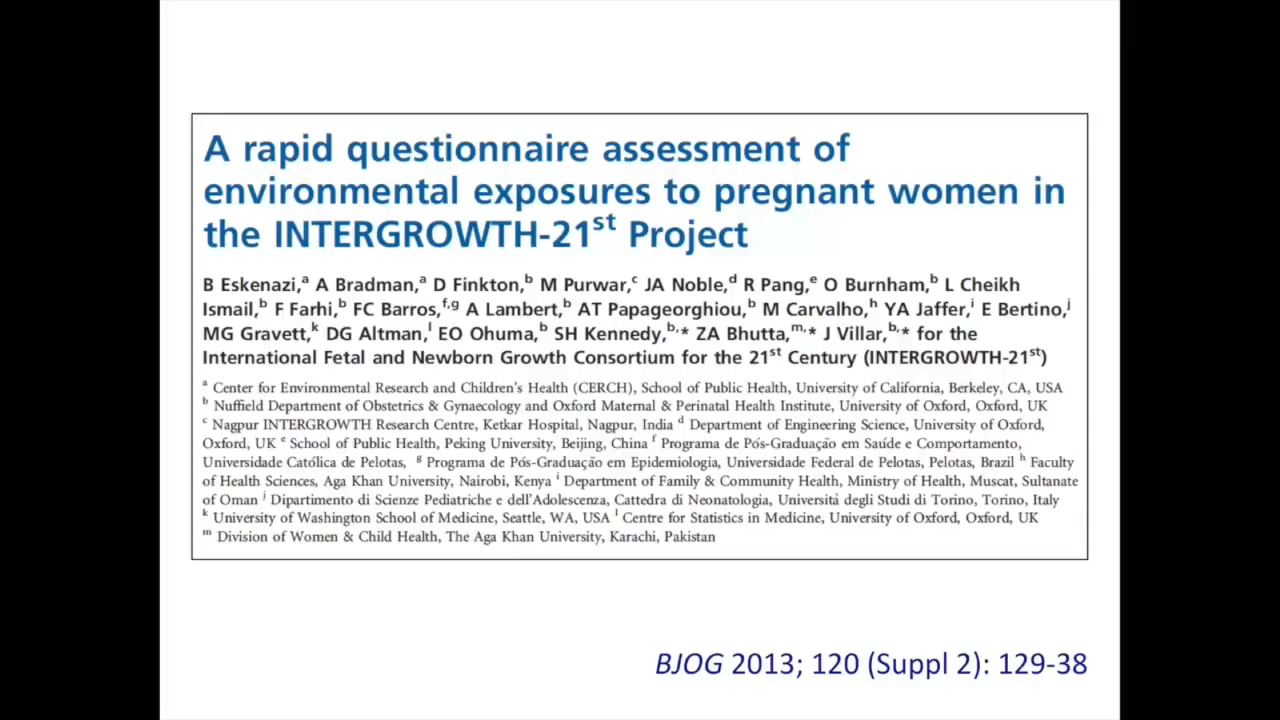 A rapid questionnaire assessment of
environmental exposures to pregnant women in
the INTERGROWTH-21st Project
B Eskenazi,a A Bradman,a D Finkton,b M Purwar,c JA Noble,d R Pang,e O Burnham,b L Cheikh
Ismail,b F Farhi,b FC Barros,f,g A Lambert,b AT Papageorghiou,b M Carvalho,h YA Jaffer,i E Bertino,j
MG Gravett,k DG Altman,l EO Ohuma,b SH Kennedy,b,* ZA Bhutta,m,* J Villar,b,* for the
International Fetal and Newborn Growth Consortium for the 21st Century (INTERGROWTH-21st)
a Center for Environmental Research and Children's Health (CERCH), School of Public Health, University of California, Berkeley, CA, USA
b Nuffield Department of Obstetrics & Gynaecology and Oxford Maternal & Perinatal Health Institute, University of Oxford, Oxford, UK
c Nagpur INTERGROWTH Research Centre, Ketkar Hospital, Nagpur, India d Department of Engineering Science, University of Oxford,
Oxford, UK e School of Public Health, Peking University, Beijing, China f Programa de Pós-Graduação em Saúde e Comportamento,
Universidade Católica de Pelotas, g Programa de Pós-Graduação em Epidemiologia, Universidade Federal de Pelotas, Pelotas, Brazil h Faculty
of Health Sciences, Aga Khan University, Nairobi, Kenya i Department of Family & Community Health, Ministry of Health, Muscat, Sultanate
of Oman j Dipartimento di Scienze Pediatriche e dell'Adolescenza, Cattedra di Neonatologia, Università degli Studi di Torino, Torino, Italy
k University of Washington School of Medicine, Seattle, WA, USA l Centre for Statistics in Medicine, University of Oxford, Oxford, UK
m Division of Women & Child Health, The Aga Khan University, Karachi, Pakistan
BJOG 2013; 120 (Suppl 2): 129-38